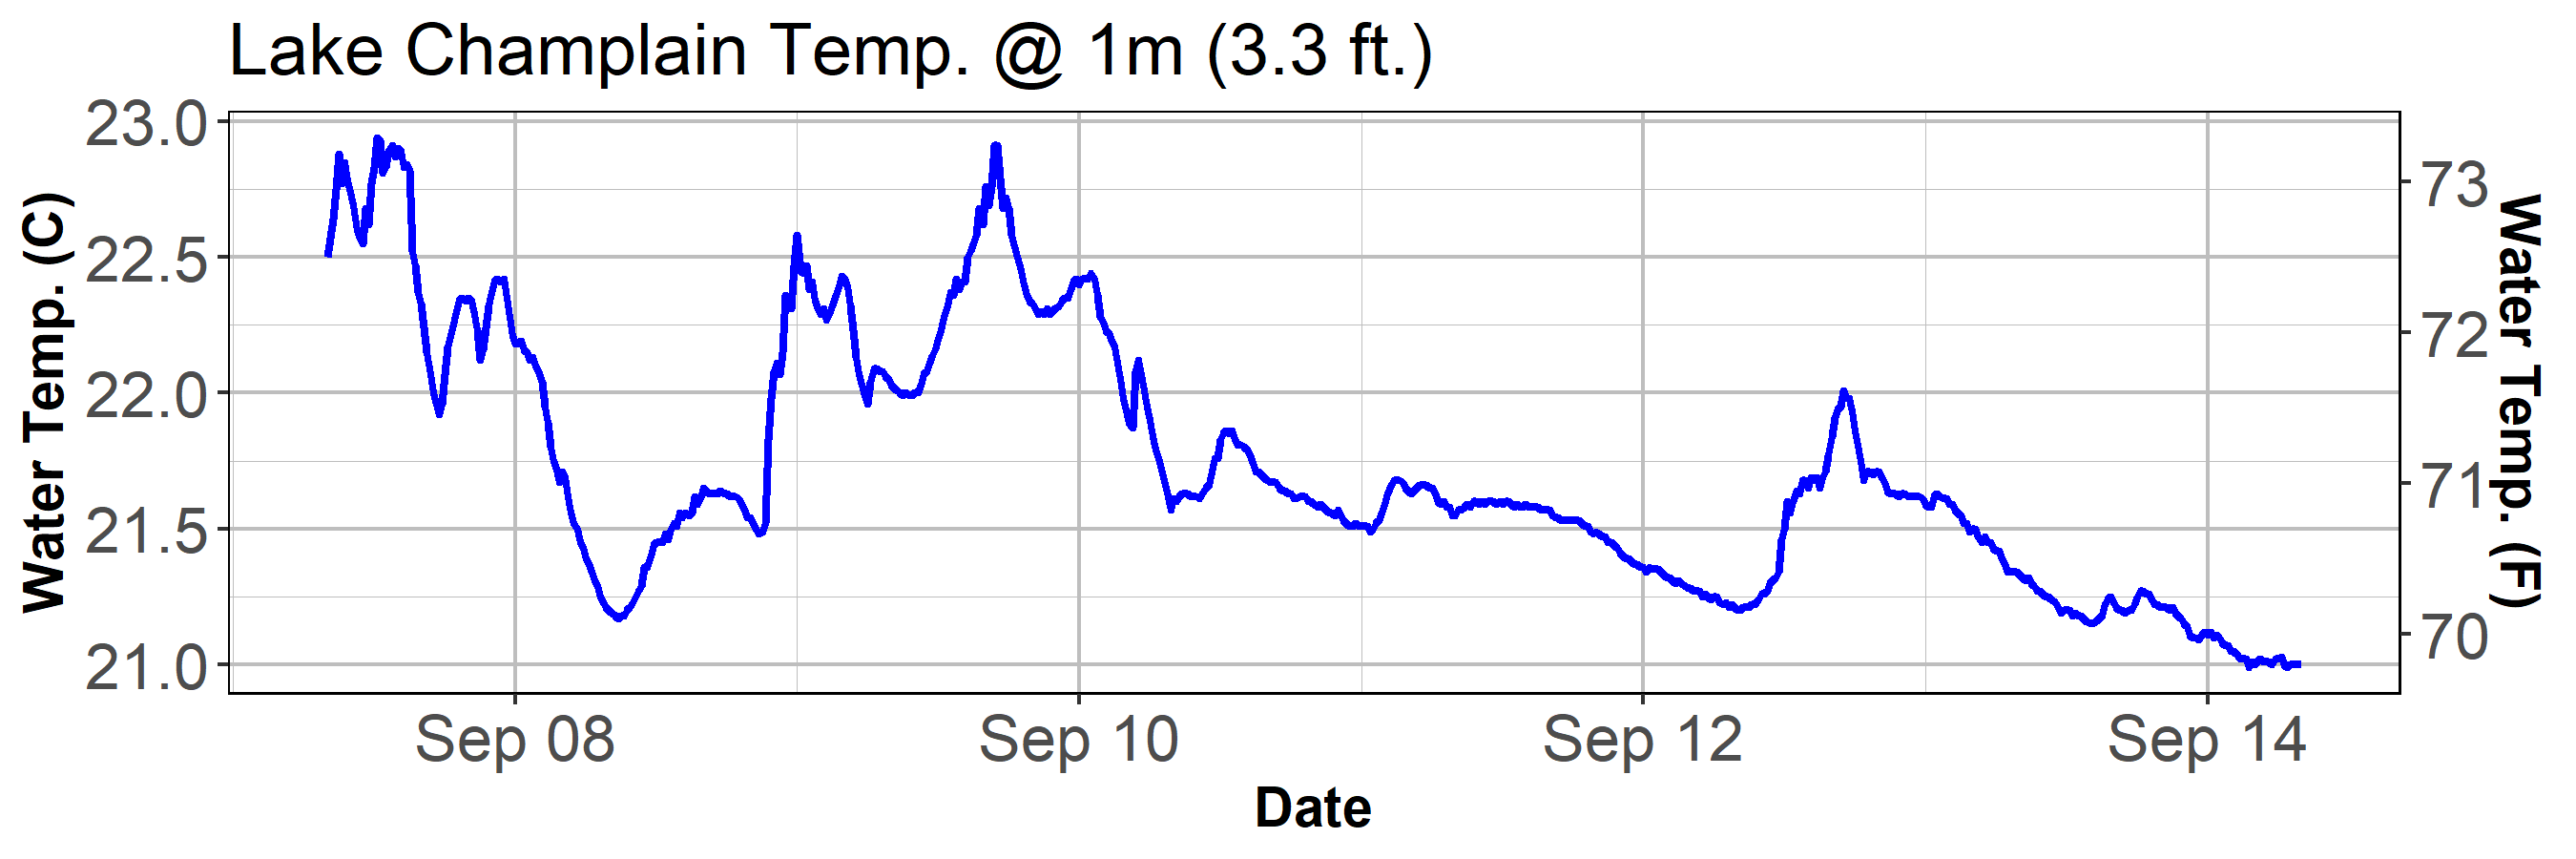 Lake Champlain Temp. @ 1m (3.3 ft.)
Water Temp. (C)
23.0
22.5
22.0
21.5
21.0
73
72
71
70
Water Temp. (F)
Sep 08 Sep 10 Sep 12 Sep 14
Date